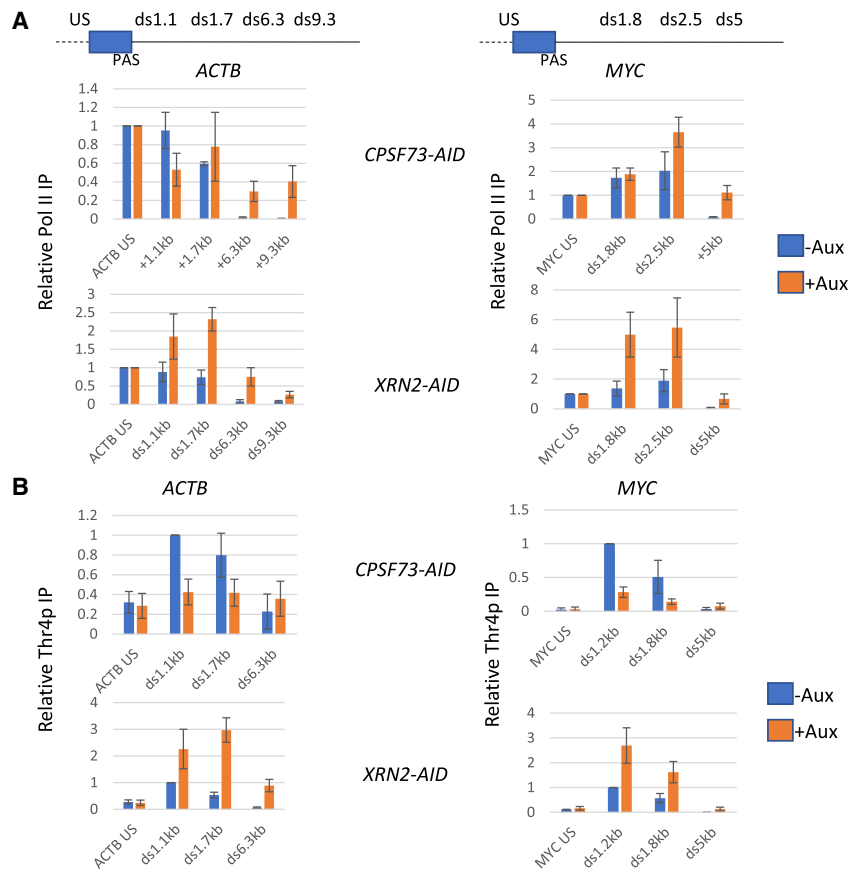 A
US ds1.1 ds1.7 ds6.3 ds9.3
PAS
ACTB
US ds1.8 ds2.5 ds5
PAS
MYC
Relative Pol II IP
1.4
1.2
1
0.8
0.6
0.4
0.2
0
ACTB US +1.1kb +1.7kb +6.3kb +9.3kb
CPSF73-AID
Relative Pol II IP
5
4
3
2
1
0
MYC US ds1.8kb ds2.5kb +5kb
-Aux
+Aux
3
2.5
2
1.5
1
0.5
0
ACTB US ds1.1kb ds1.7kb ds6.3kb ds9.3kb
XRN2-AID
8
6
4
2
0
MYC US ds1.8kb ds2.5kb ds5kb
B
ACTB
MYC
Relative Thr4p IP
1.2
1
0.8
0.6
0.4
0.2
0
ACTB US ds1.1kb ds1.7kb ds6.3kb
CPSF73-AID
Relative Thr4p IP
1.5
1
0.5
0
MYC US ds1.2kb ds1.8kb ds5kb
-Aux
+Aux
4
3
2
1
0
ACTB US ds1.1kb ds1.7kb ds6.3kb
XRN2-AID
4
3
2
1
0
MYC US ds1.2kb ds1.8kb ds5kb